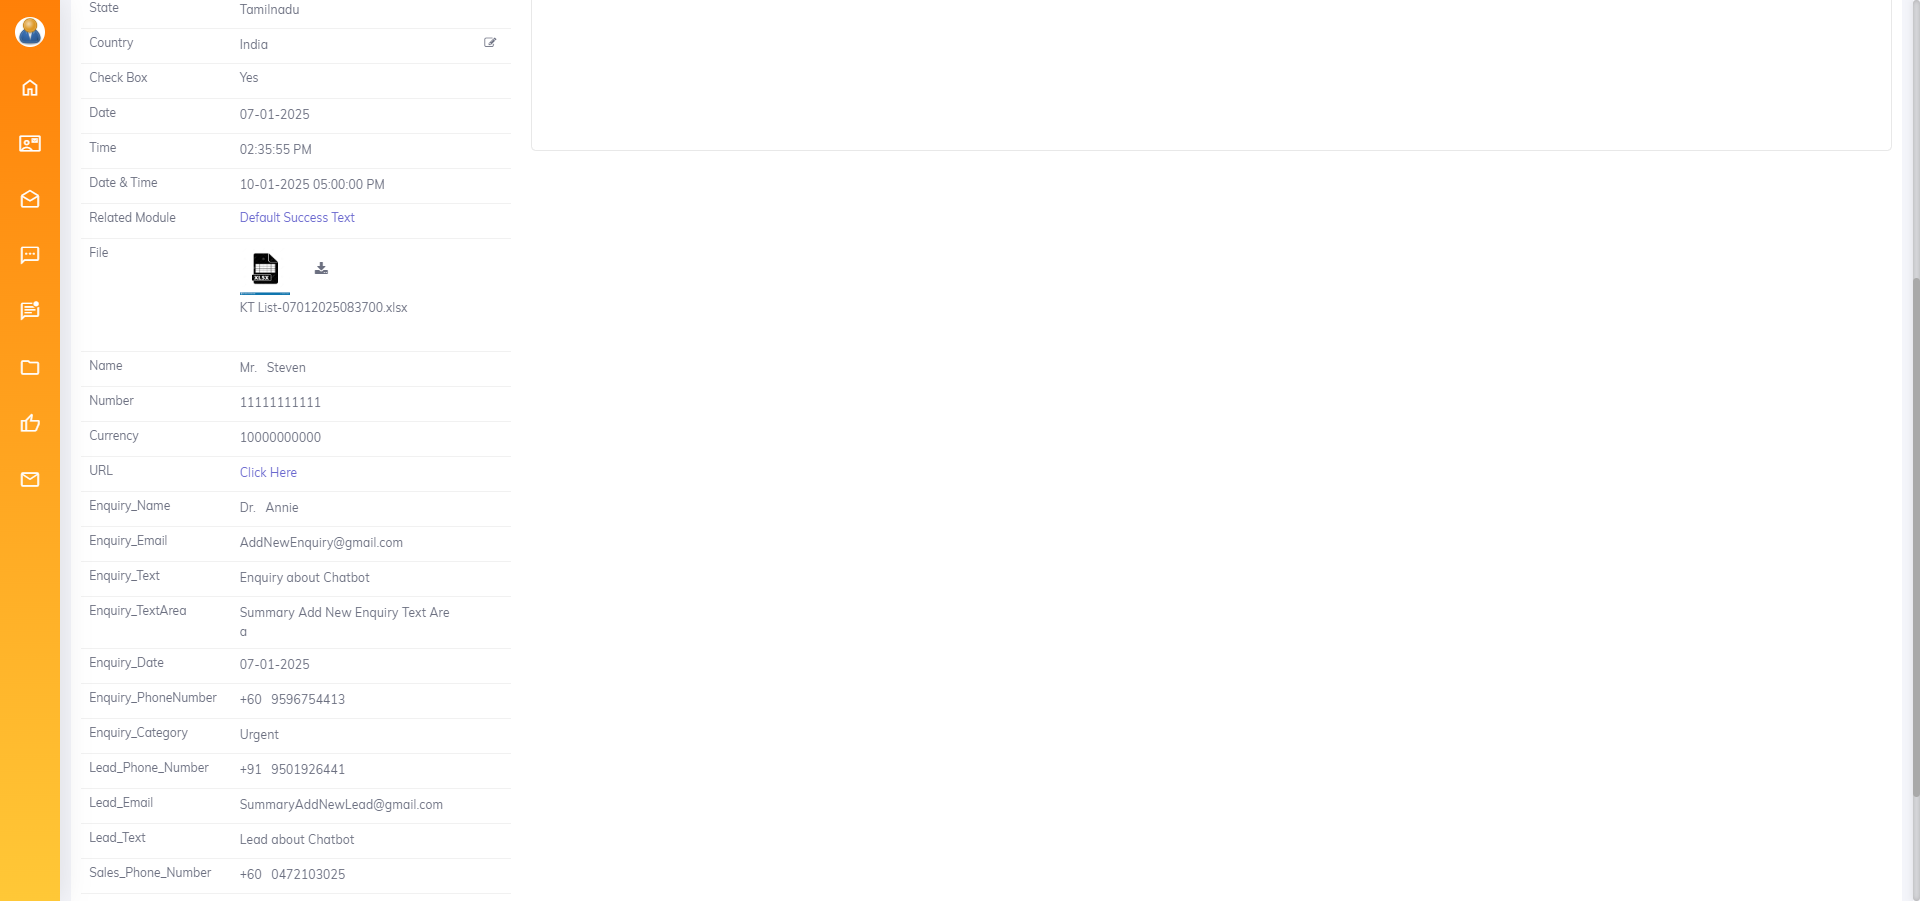 State Tamilnadu
Country India
Check Box Yes
Date 07-01-2025
Time 02:35:55 PM
Date & Time 10-01-2025 05:00:00 PM
Related Module Default Success Text
File
XLSX
KT List-07012025083700.xlsx
Name Mr. Steven
Number 11111111111
Currency 10000000000
URL Click Here
Enquiry_Name Dr. Annie
Enquiry_Email AddNewEnquiry@gmail.com
Enquiry_Text Enquiry about Chatbot
Enquiry_TextArea Summary Add New Enquiry Text Are
a
Enquiry_Date 07-01-2025
Enquiry_PhoneNumber +60 9596754413
Enquiry_Category Urgent
Lead_Phone_Number +91 9501926441
Lead_Email SummaryAddNewLead@gmail.com
Lead_Text Lead about Chatbot
Sales_Phone_Number +60 0472103025